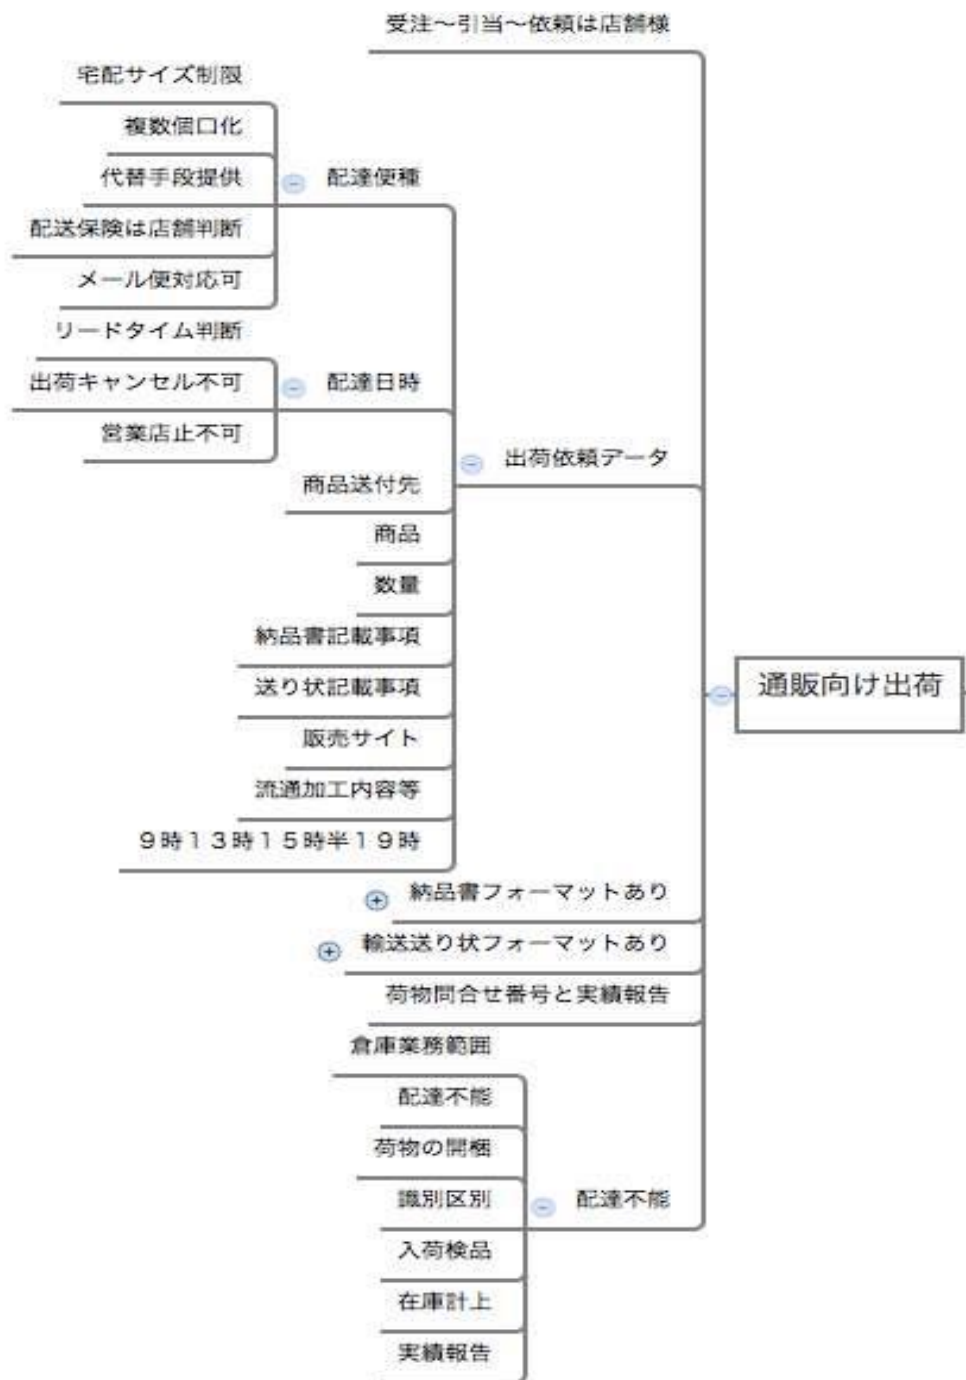 受注～引当～依頼は店舗様
宅配サイズ制限
複数個口化
代替手段提供
配達便種
配送保険は店舗判断
メール便対応可
リードタイム判断
出荷キャンセル不可
配達日時
営業店止不可
出荷依頼データ
商品送付先
商品
数量
納品書記載事項
送り状記載事項
通販向け出荷
販売サイト
流通加工内容等
９時１３時１５時半１９時
納品書フォーマットあり
輸送送り状フォーマットあり
荷物問合せ番号と実績報告
倉庫業務範囲
配達不能
荷物の開梱
識別区別
配達不能
入荷検品
在庫計上
実績報告